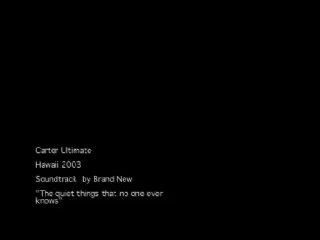 Carter Ultimate
Hawaii 2003
Soundtrack by Brand New
"The quiet things that no one ever
knows"